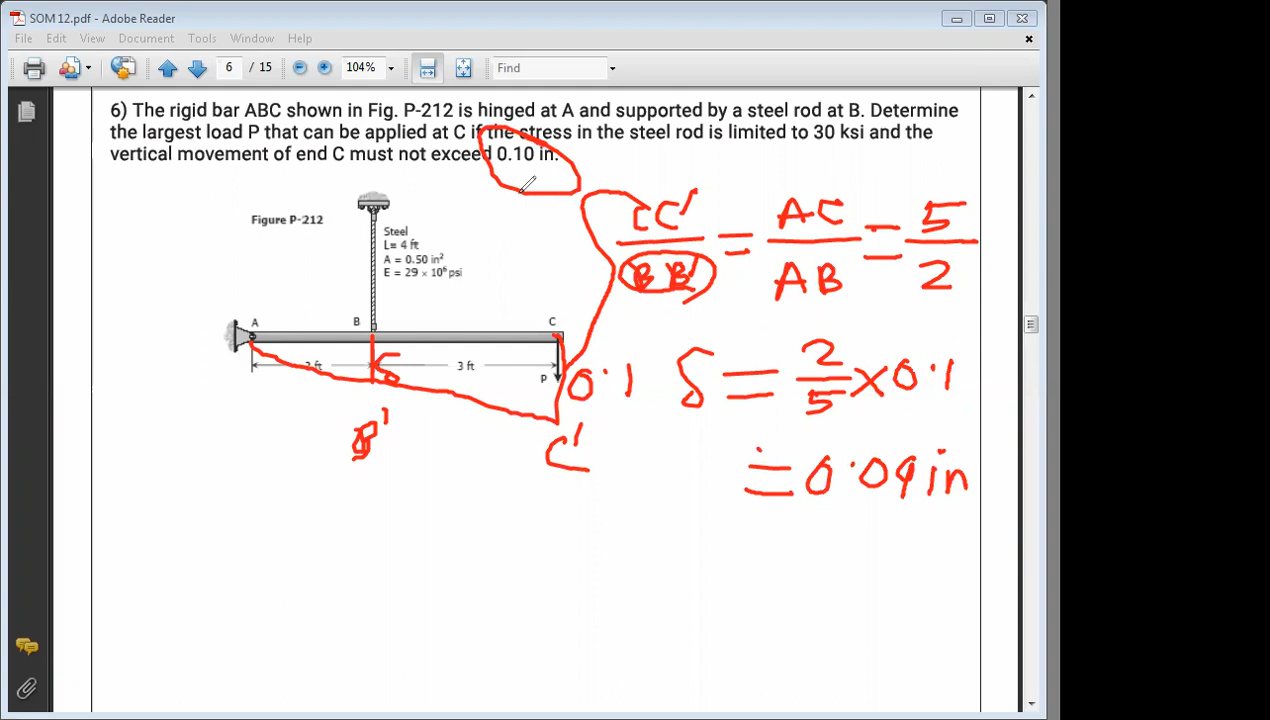 SOM 12.pdf - Adobe Reader
File Edit View Document Tools Window Help
6 / 15 104% Find
6) The rigid bar ABC shown in Fig. P-212 is hinged at A and supported by a steel rod at B. Determine
the largest load P that can be applied at C if the stress in the steel rod is limited to 30 ksi and the
vertical movement of end C must not exceed 0.10 in.
Figure P-212
Steel
L= 4 ft
A = 0.50 in²
E = 29 × 10⁶ psi
A B C
2 ft 3 ft
P
δ
0.1
B'
C'
CC' / BB' = AC / AB = 5 / 2
δ = 2/5 × 0.1
= 0.04 in